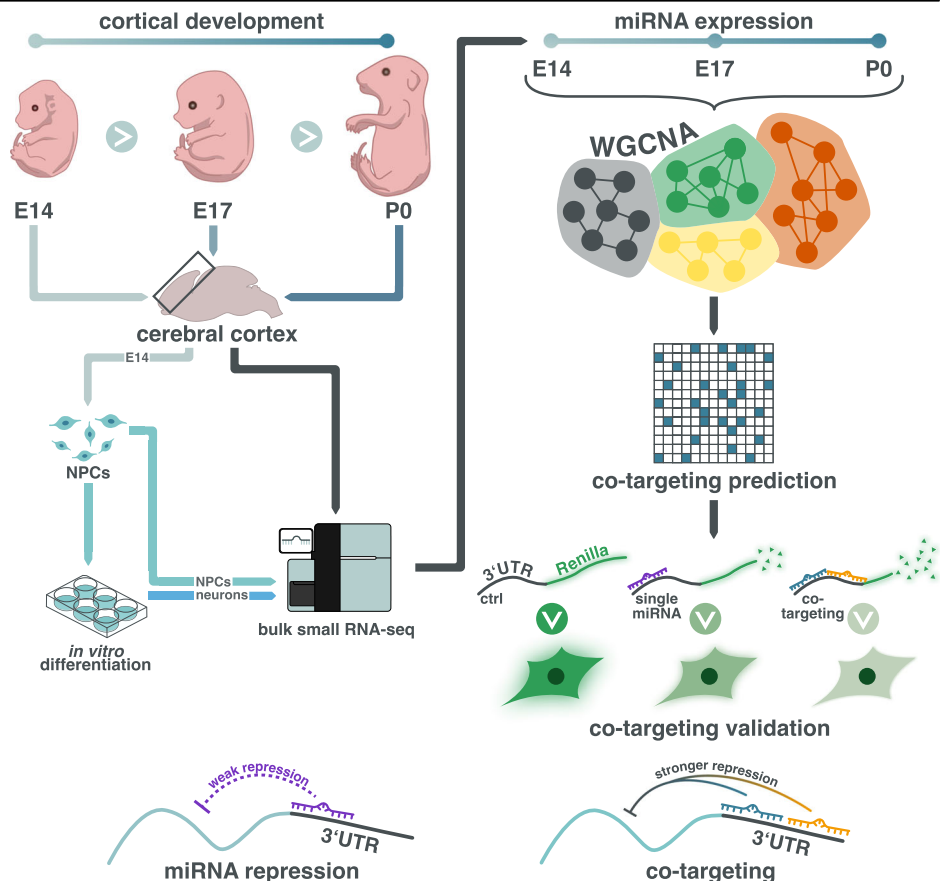 cortical development
E14
E17
P0
cerebral cortex
E14
NPCs
NPCs
neurons
in vitro
differentiation
bulk small RNA-seq
miRNA expression
E14
E17
P0
WGCNA
co-targeting prediction
3‘UTR
Renilla
ctrl
single
miRNA
co-
targeting
co-targeting validation
weak repression
3‘UTR
miRNA repression
stronger repression
3‘UTR
co-targeting